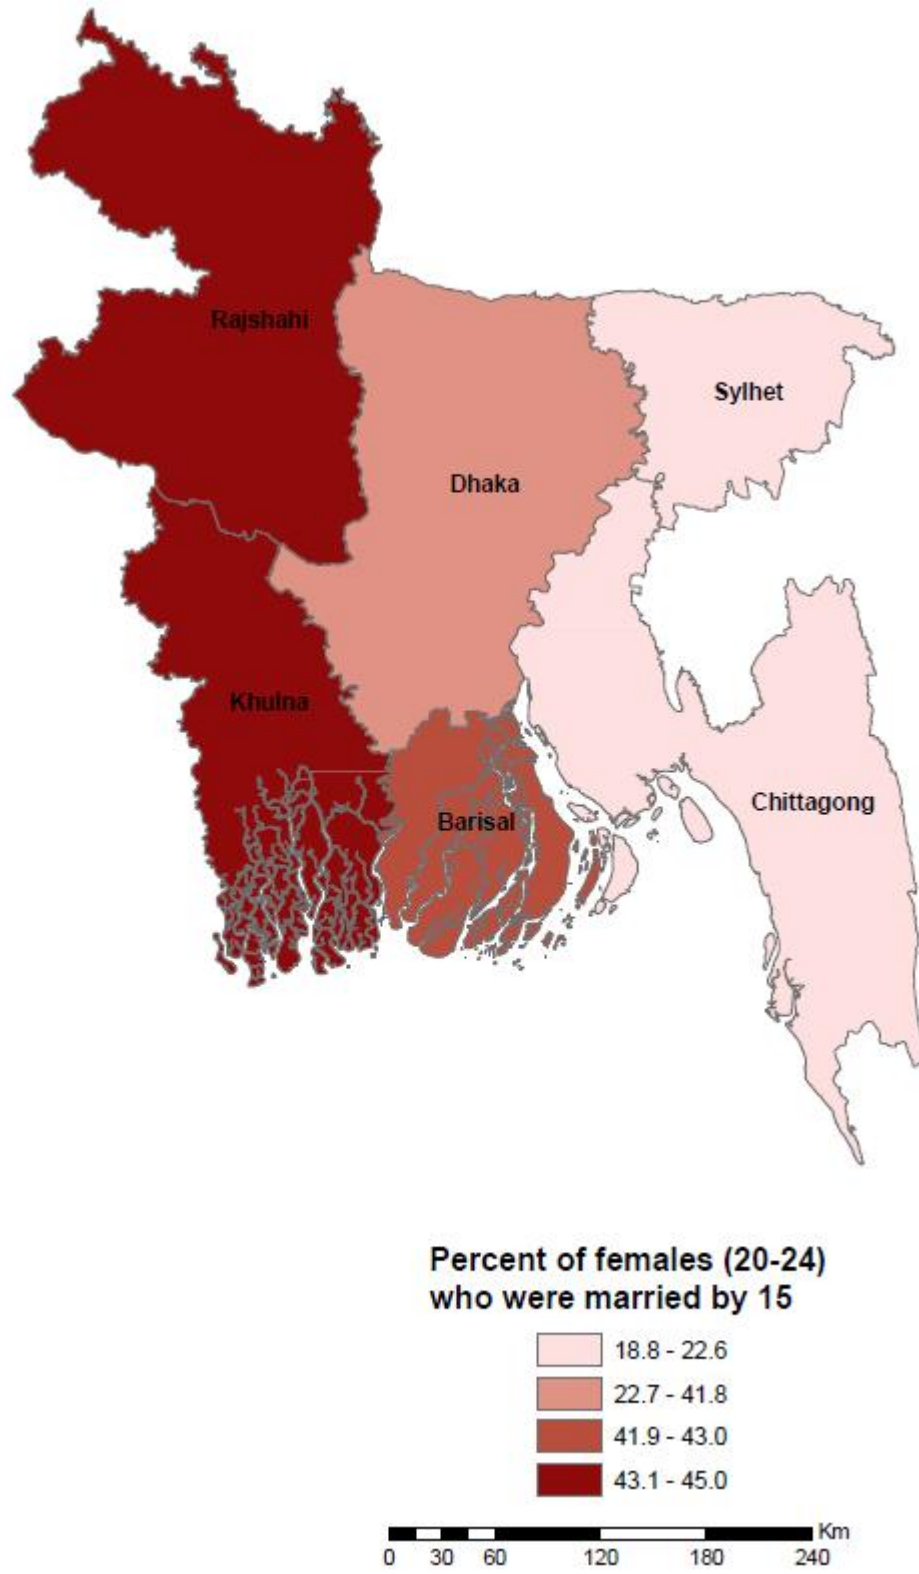 Rajshahi
Sylhet
Dhaka
Khulna
Chittagong
Barisal
Percent of females (20-24)
who were married by 15
18.8 - 22.6
22.7 - 41.8
41.9 - 43.0
43.1 - 45.0
Km
0 30 60 120 180 240